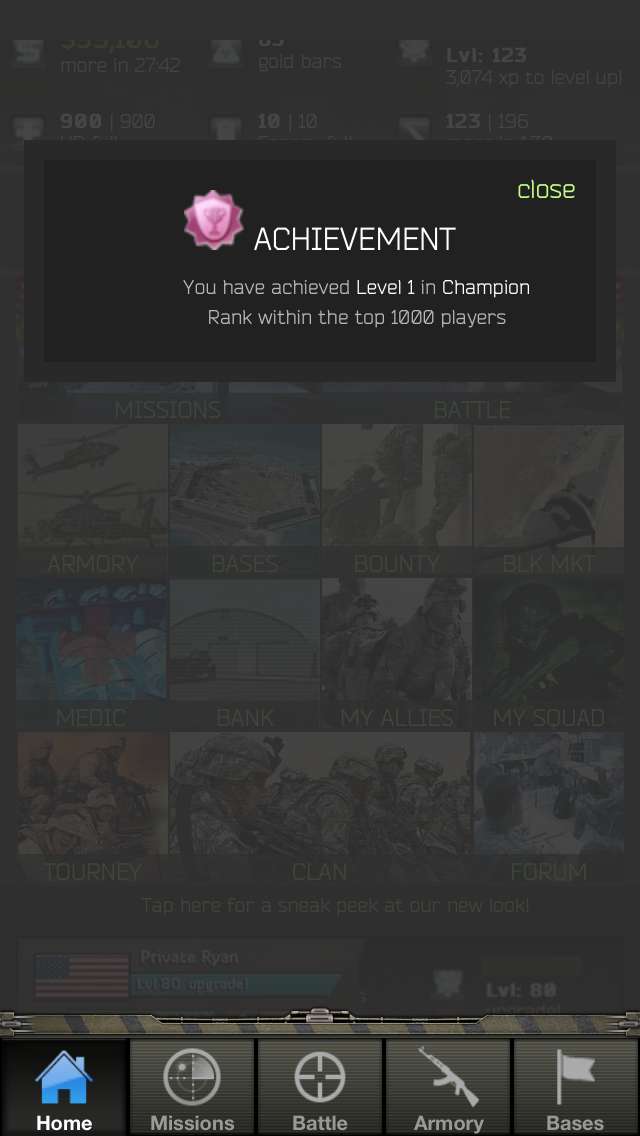 $55,168
more in 27:42
gold bars
Lvl: 123
3,074 xp to level up!
900 | 900
10 | 10
123 | 196
close
ACHIEVEMENT
You have achieved Level 1 in Champion
Rank within the top 1000 players
MISSIONS
BATTLE
ARMORY
BASES
BOUNTY
BLK MKT
MEDIC
BANK
MY ALLIES
MY SQUAD
TOURNEY
CLAN
FORUM
Tap here for a sneak peek at our new look!
Private Ryan
Lvl 80 upgrade!
Lvl: 80
upgrade!
Home
Missions
Battle
Armory
Bases